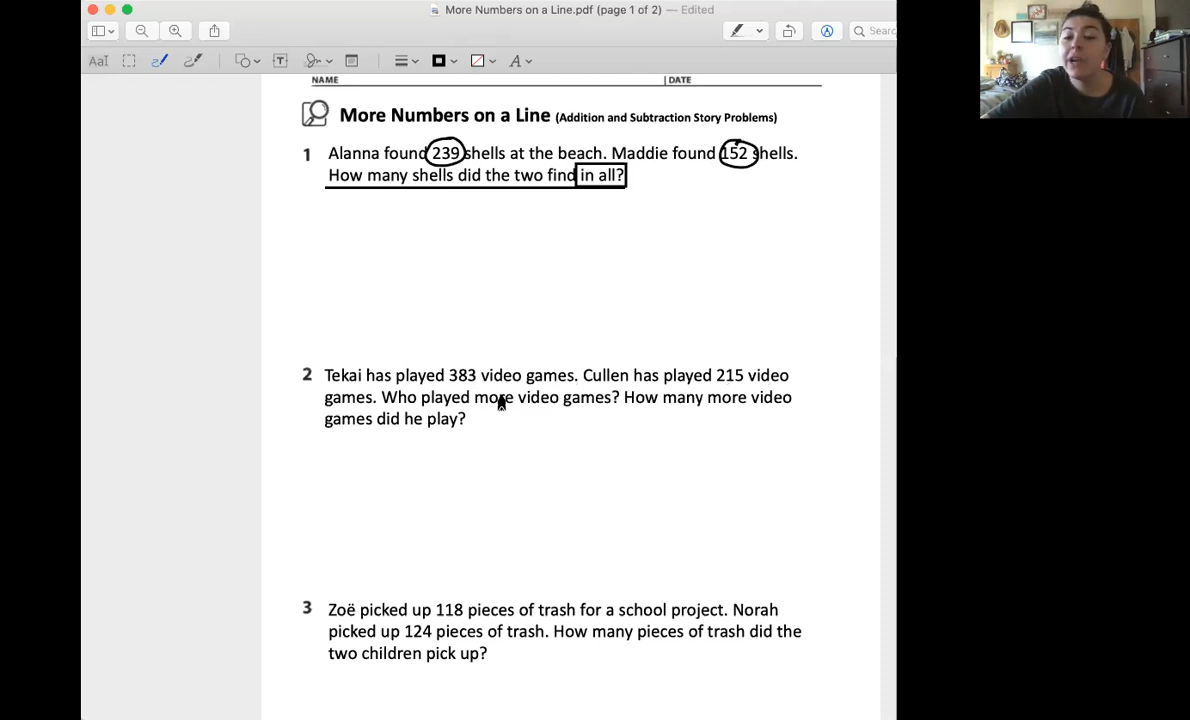 More Numbers on a Line.pdf (page 1 of 2) — Edited
AaI
T
A
Searc
NAME
DATE
More Numbers on a Line (Addition and Subtraction Story Problems)
1 Alanna found 239 shells at the beach. Maddie found 152 shells.
How many shells did the two find in all?
2 Tekai has played 383 video games. Cullen has played 215 video
games. Who played more video games? How many more video
games did he play?
3 Zoë picked up 118 pieces of trash for a school project. Norah
picked up 124 pieces of trash. How many pieces of trash did the
two children pick up?